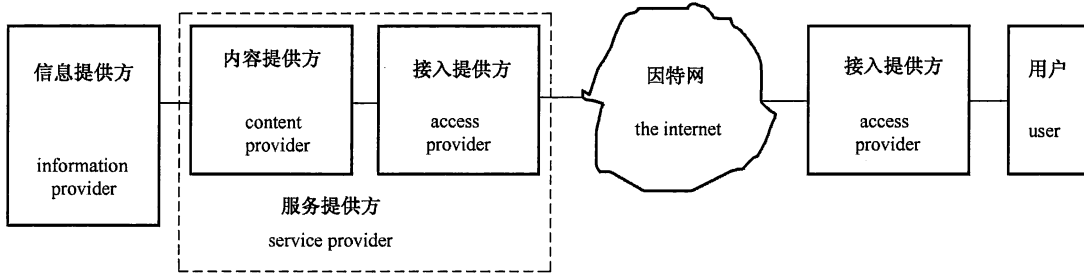 信息提供方
information
provider
内容提供方
content
provider
接入提供方
access
provider
服务提供方
service provider
因特网
the internet
接入提供方
access
provider
用户
user